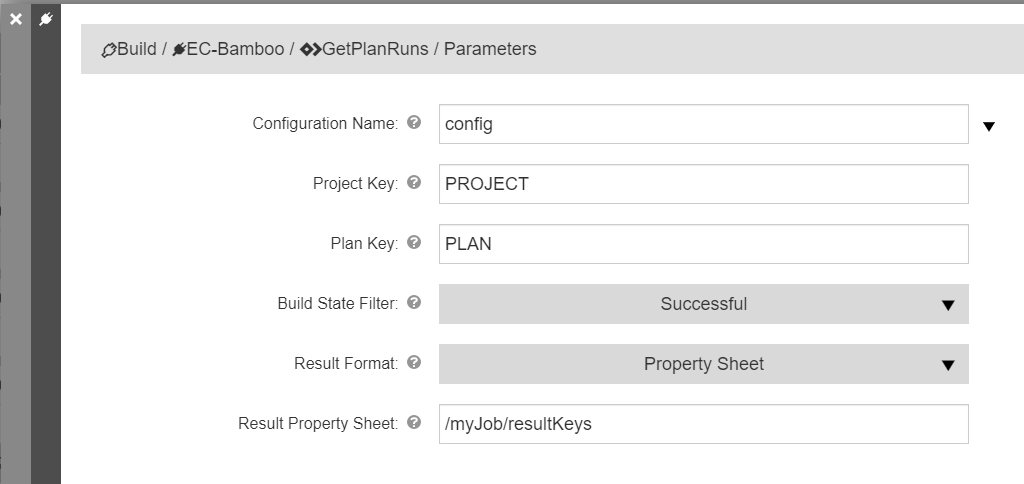 Build / EC-Bamboo / GetPlanRuns / Parameters
Configuration Name: config
Project Key: PROJECT
Plan Key: PLAN
Build State Filter: Successful
Result Format: Property Sheet
Result Property Sheet: /myJob/resultKeys